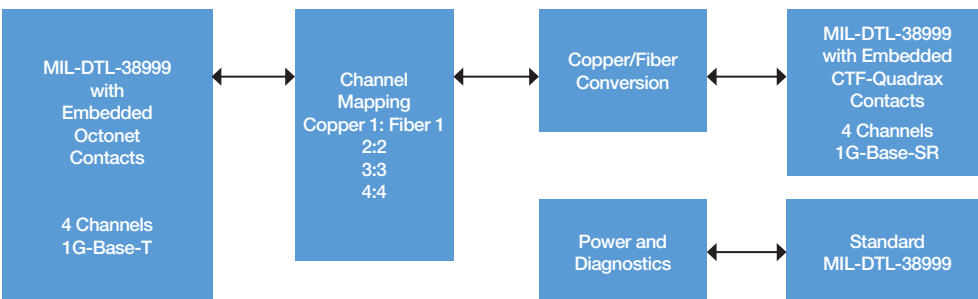 MIL-DTL-38999
with
Embedded
Octonet
Contacts
4 Channels
1G-Base-T
Channel
Mapping
Copper 1: Fiber 1
2:2
3:3
4:4
Copper/Fiber
Conversion
MIL-DTL-38999
with Embedded
CTF-Quadrax
Contacts
4 Channels
1G-Base-SR
Power and
Diagnostics
Standard
MIL-DTL-38999